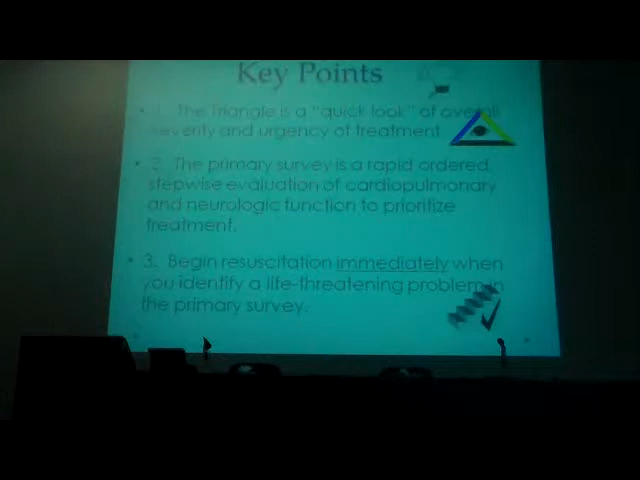 Key Points
• 1. The Triangle is a “quick look” of overall
severity and urgency of treatment
• 2. The primary survey is a rapid ordered,
stepwise evaluation of cardiopulmonary
and neurologic function to prioritize
treatment.
• 3. Begin resuscitation immediately when
you identify a life-threatening problem in
the primary survey.